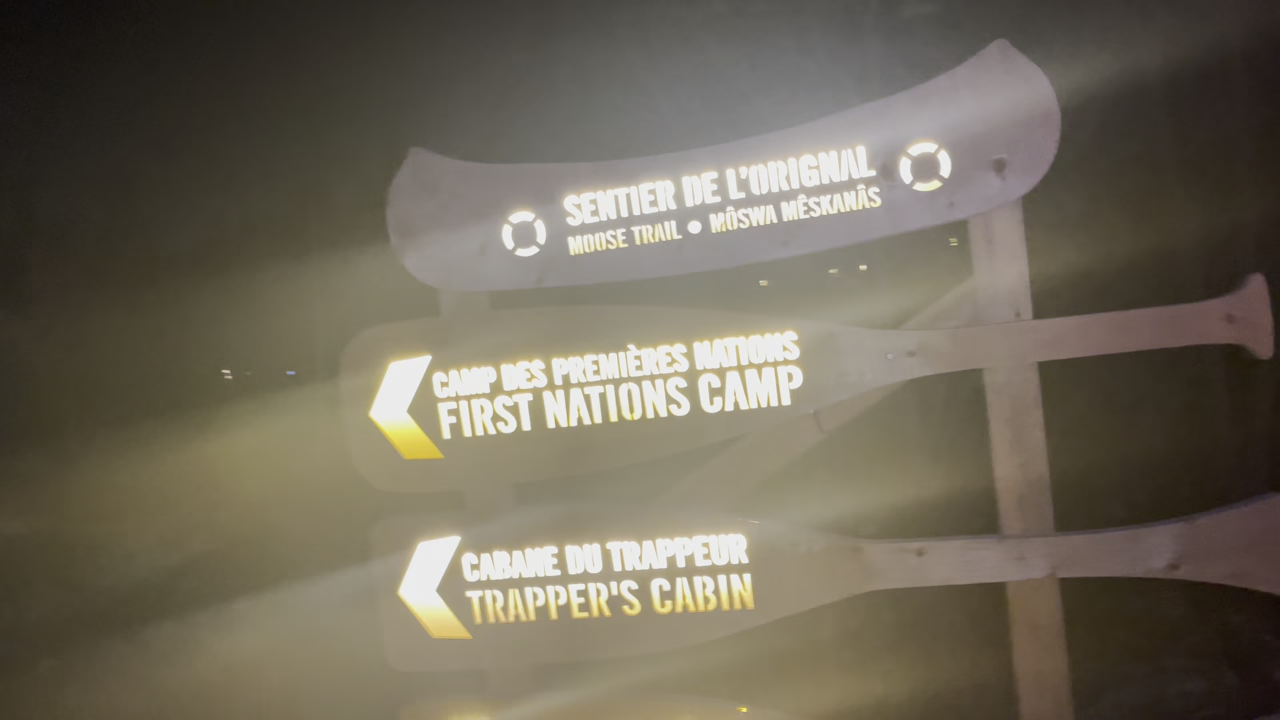 SENTIER DE L'ORIGNAL
MOOSE TRAIL • MÔSWA MÊSKANÂS
CAMP DES PREMIÈRES NATIONS
FIRST NATIONS CAMP
CABANE DU TRAPPEUR
TRAPPER'S CABIN